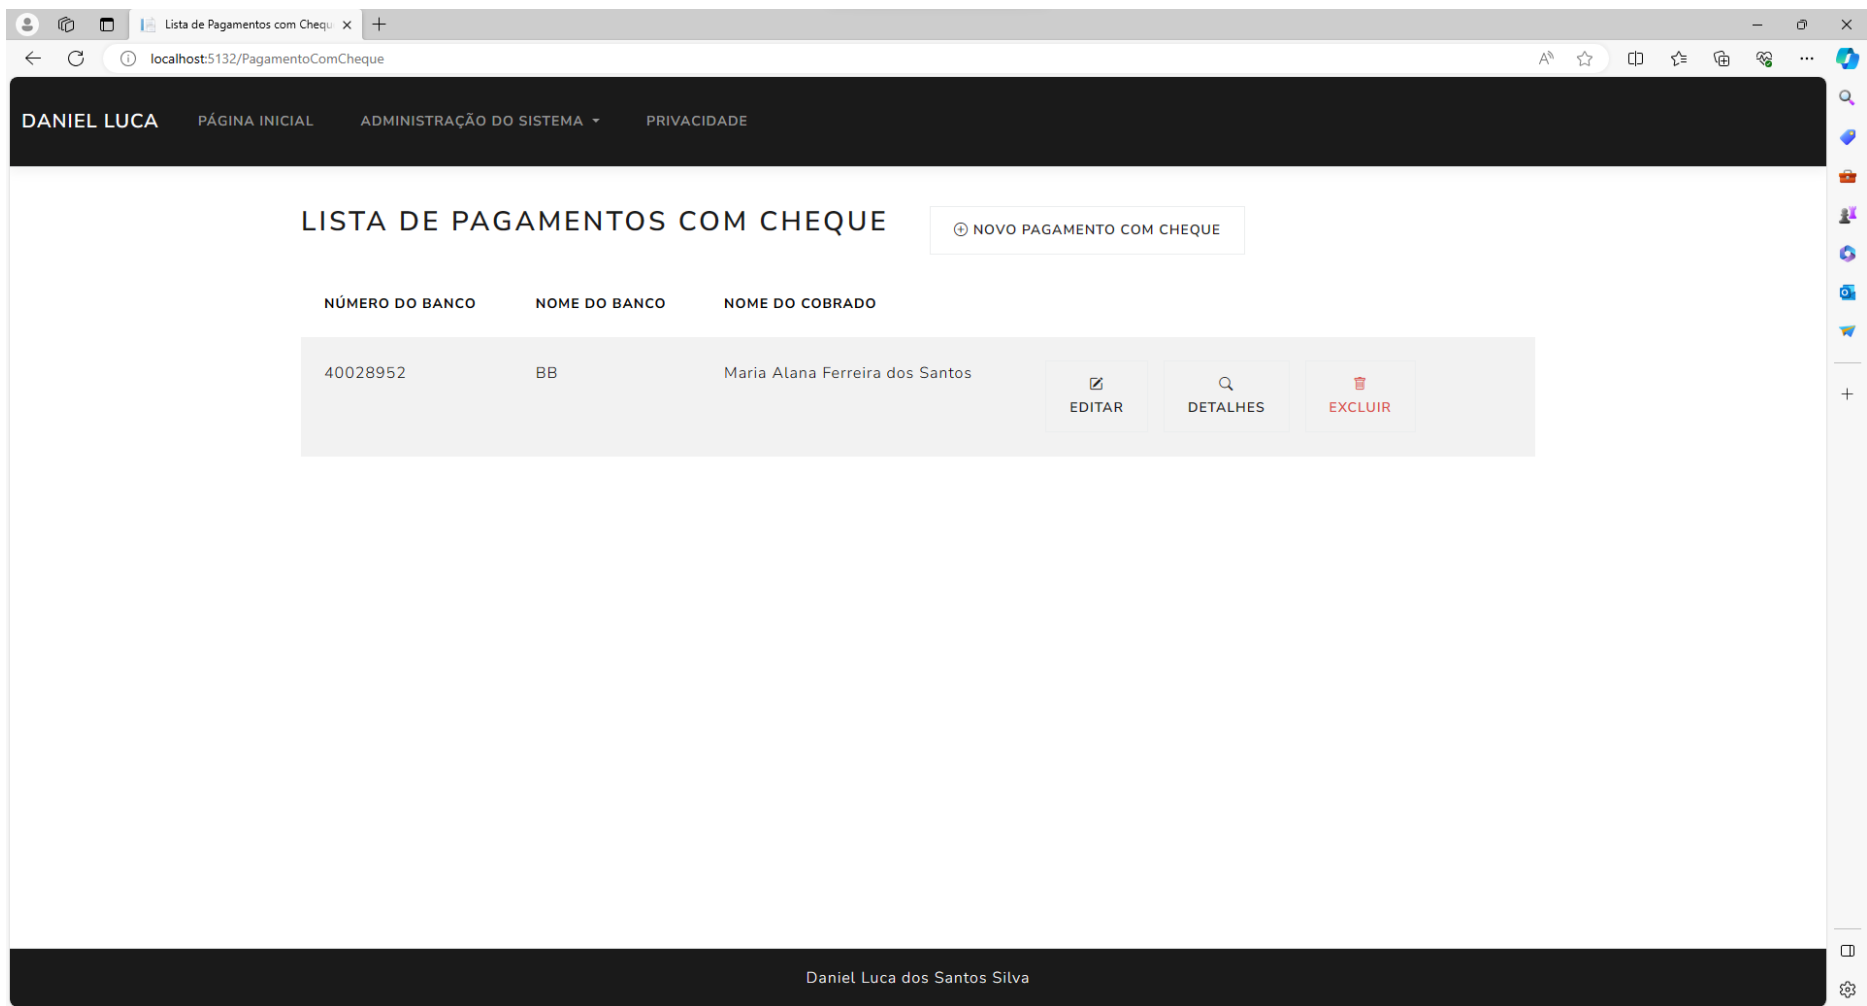 Lista de Pagamentos com Chequ
localhost:5132/PagamentoComCheque
DANIEL LUCA PÁGINA INICIAL ADMINISTRAÇÃO DO SISTEMA PRIVACIDADE
LISTA DE PAGAMENTOS COM CHEQUE NOVO PAGAMENTO COM CHEQUE
NÚMERO DO BANCO NOME DO BANCO NOME DO COBRADO
40028952 BB Maria Alana Ferreira dos Santos
EDITAR DETALHES EXCLUIR
Daniel Luca dos Santos Silva